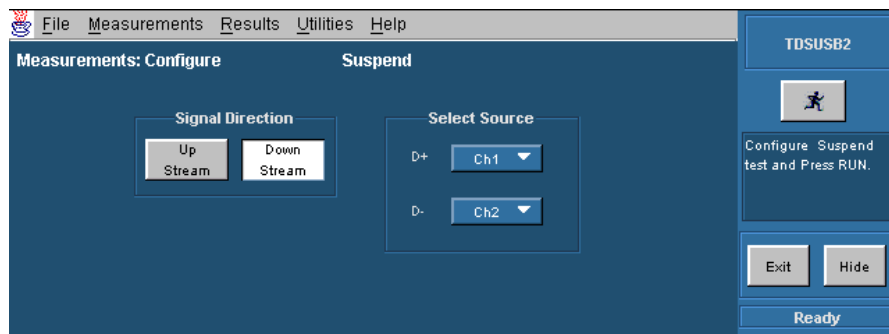 File Measurements Results Utilities Help
Measurements: Configure Suspend
Signal Direction
Up
Stream
Down
Stream
Select Source
D+ Ch1
D- Ch2
TDSUSB2
Configure Suspend
test and Press RUN.
Exit Hide
Ready